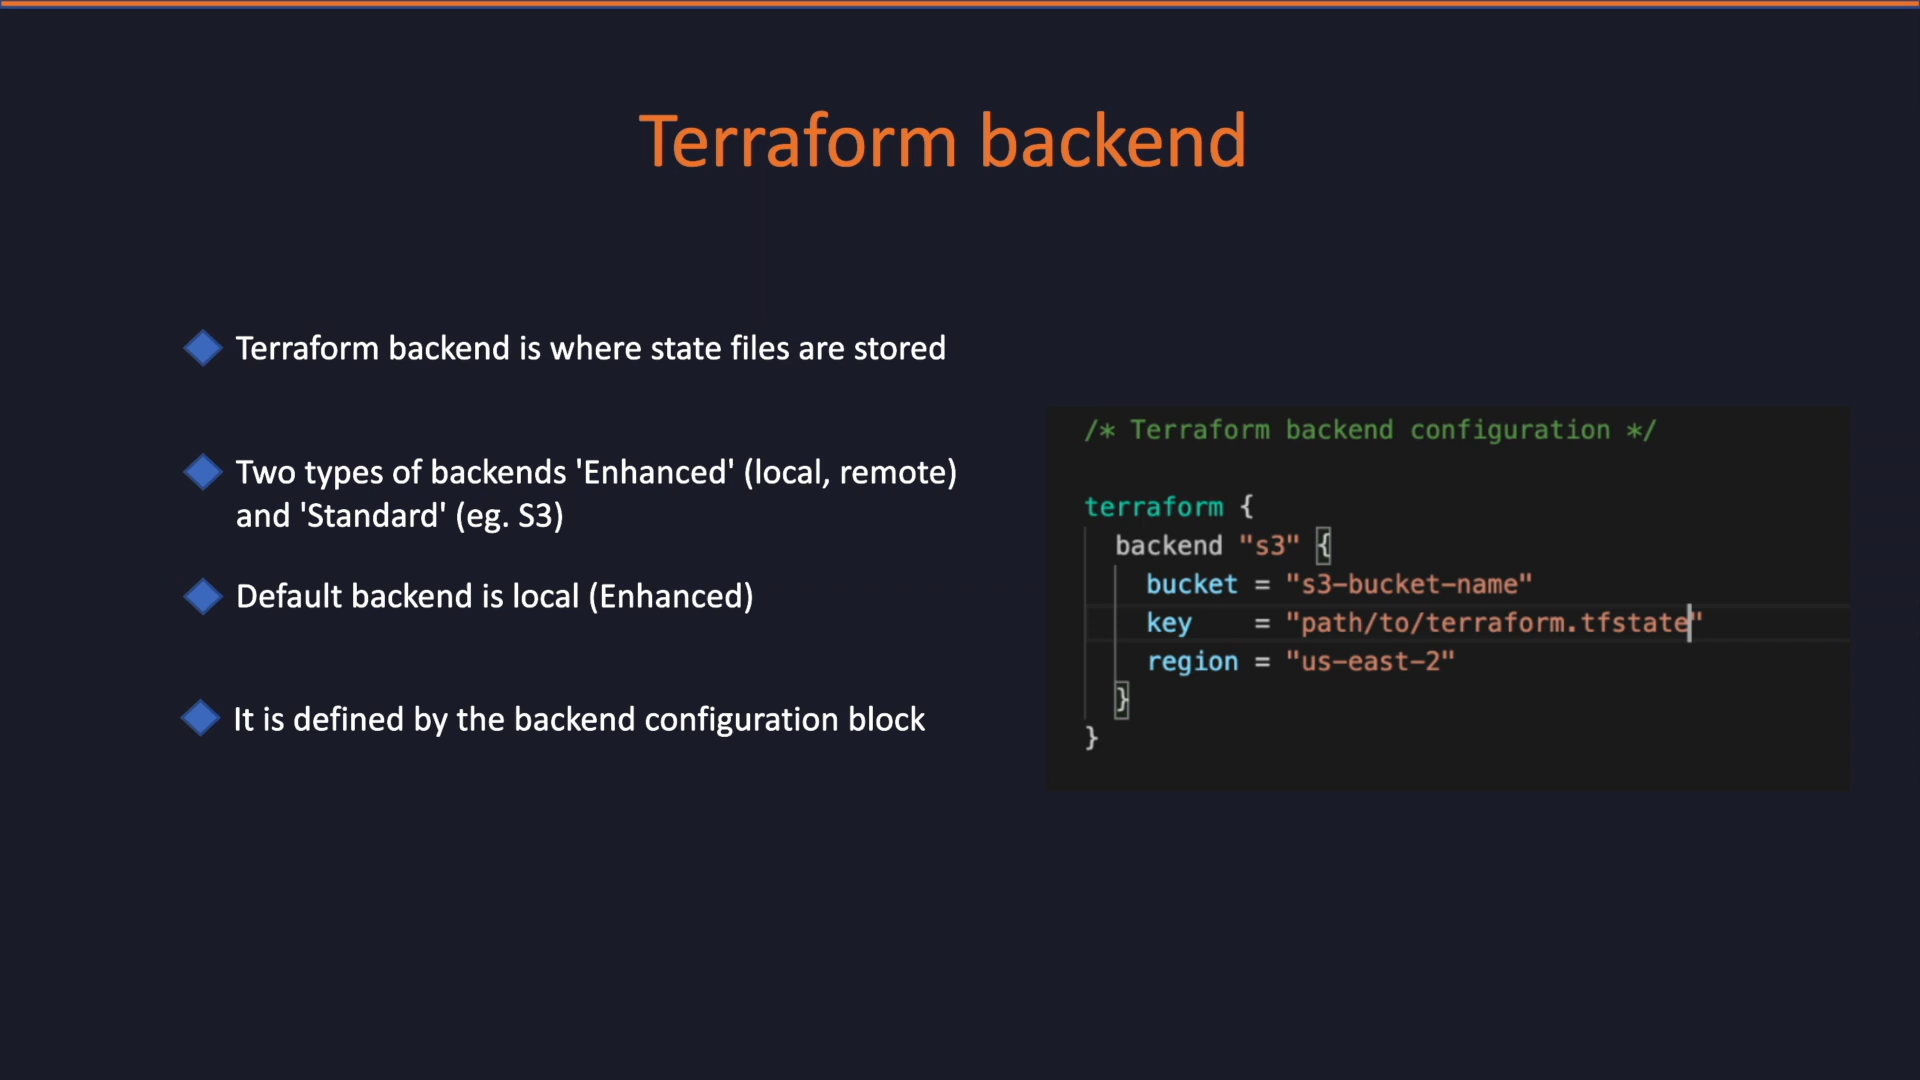 Terraform backend
Terraform backend is where state files are stored
Two types of backends 'Enhanced' (local, remote)
and 'Standard' (eg. S3)
Default backend is local (Enhanced)
It is defined by the backend configuration block
/* Terraform backend configuration */
terraform {
  backend "s3" {
    bucket = "s3-bucket-name"
    key    = "path/to/terraform.tfstate"
    region = "us-east-2"
  }
}